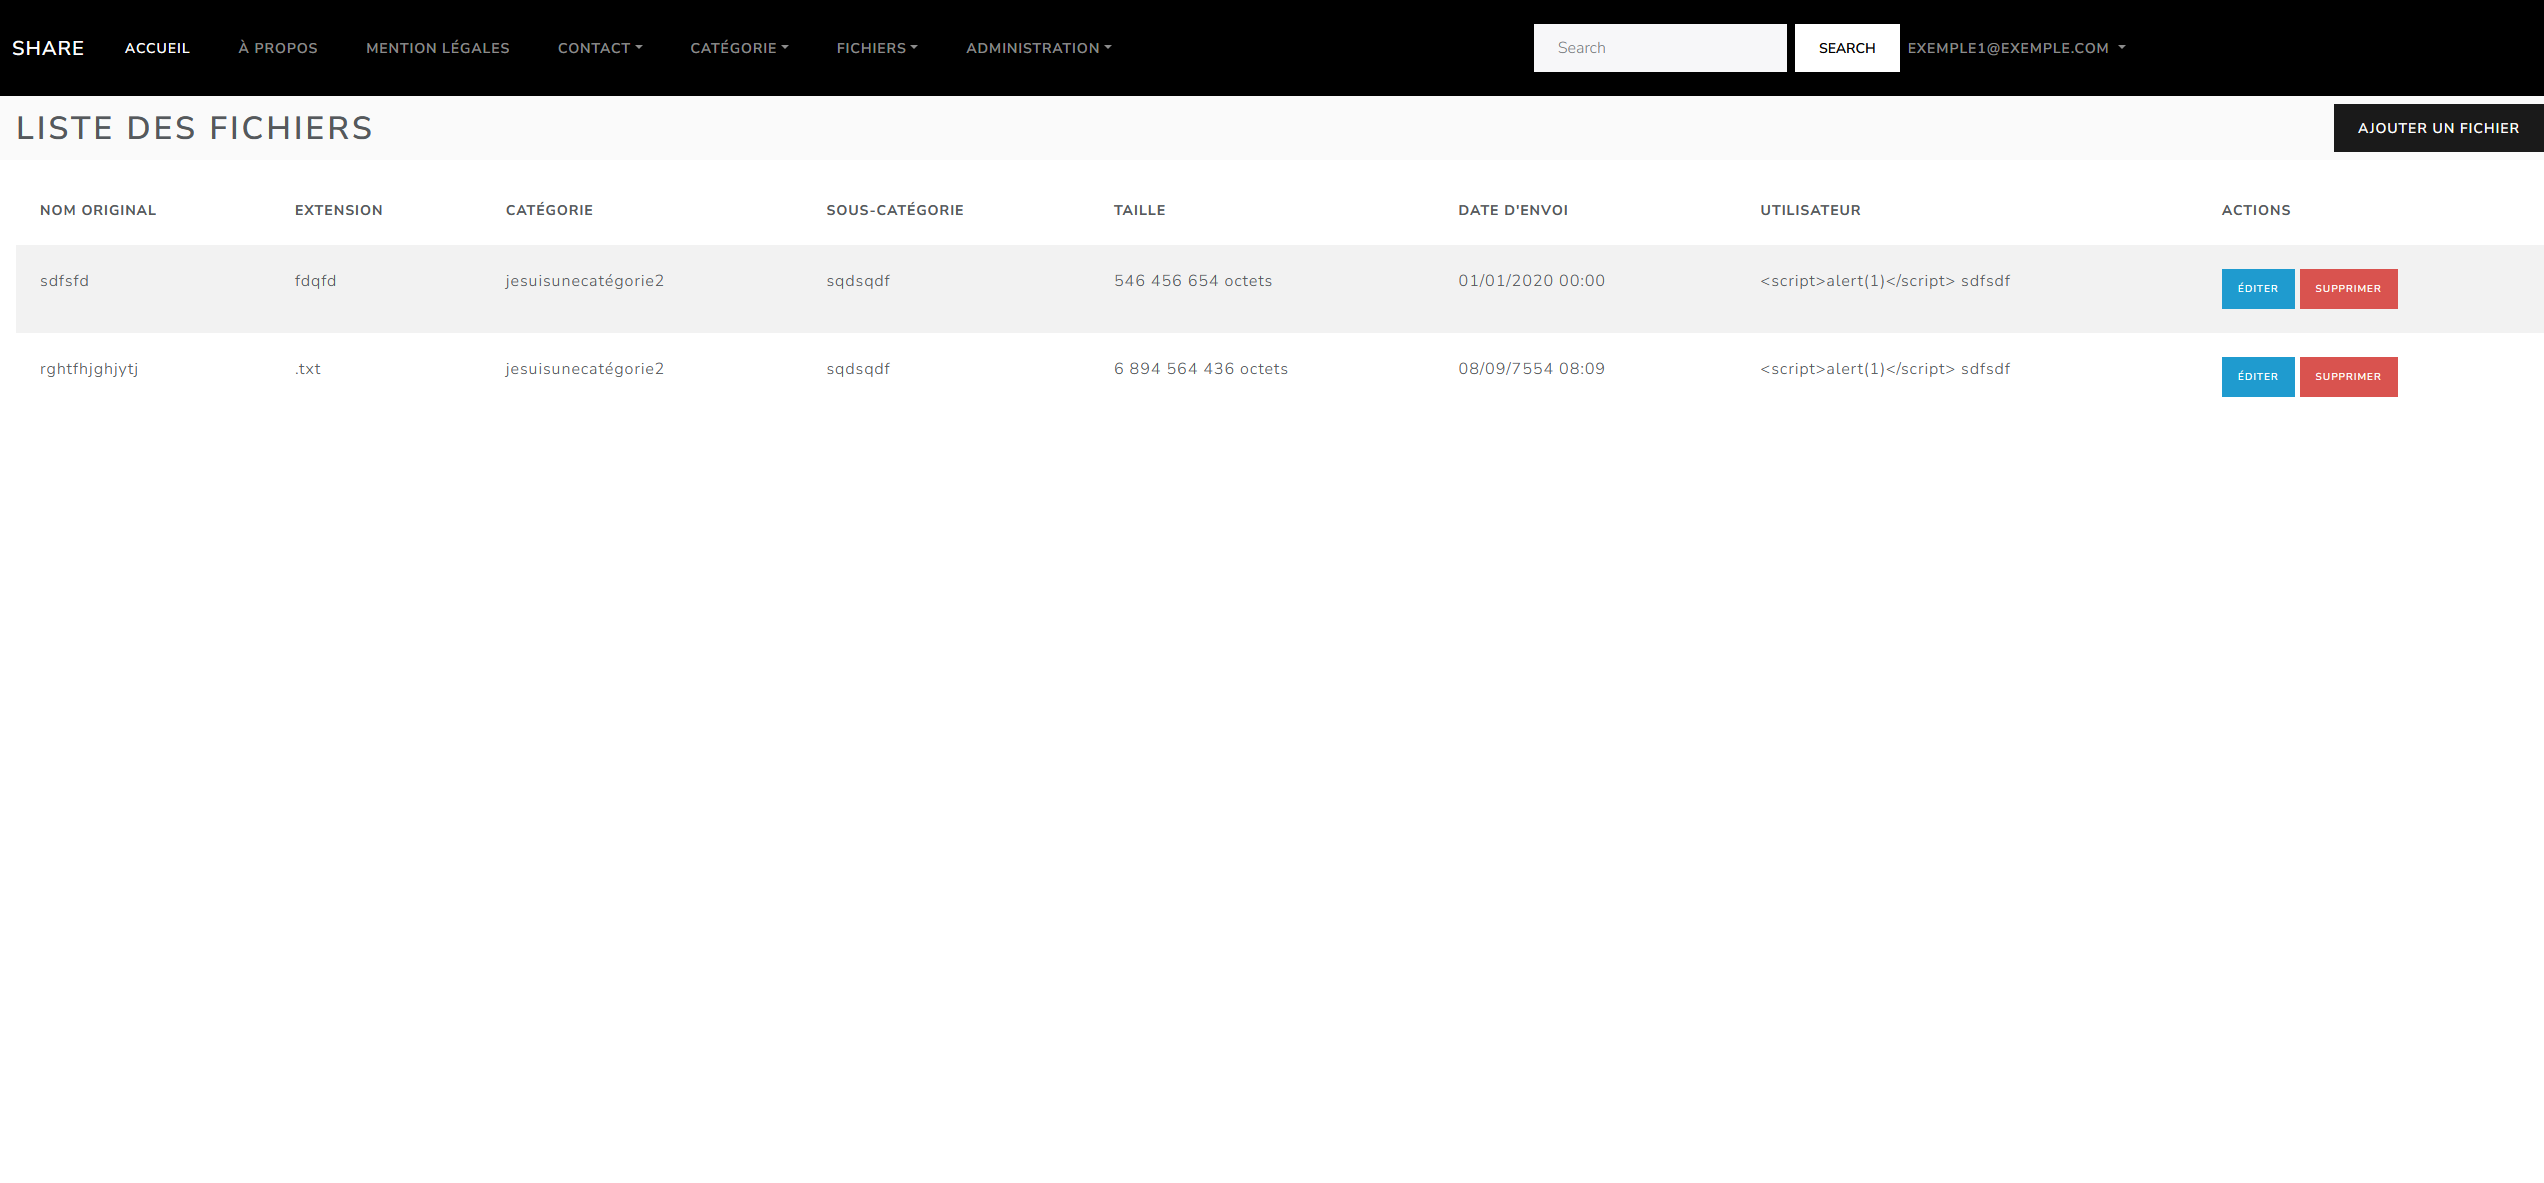 SHARE ACCUEIL À PROPOS MENTION LÉGALES CONTACT CATÉGORIE FICHIERS ADMINISTRATION Search SEARCH EXEMPLE1@EXEMPLE.COM
LISTE DES FICHIERS AJOUTER UN FICHIER
NOM ORIGINAL EXTENSION CATÉGORIE SOUS-CATÉGORIE TAILLE DATE D'ENVOI UTILISATEUR ACTIONS
sdfsfd fdqfd jesuisunecatégorie2 sqdsqdf 546 456 654 octets 01/01/2020 00:00 <script>alert(1)</script> sdfsdf ÉDITER SUPPRIMER
rghtfhjghjytj .txt jesuisunecatégorie2 sqdsqdf 6 894 564 436 octets 08/09/7554 08:09 <script>alert(1)</script> sdfsdf ÉDITER SUPPRIMER